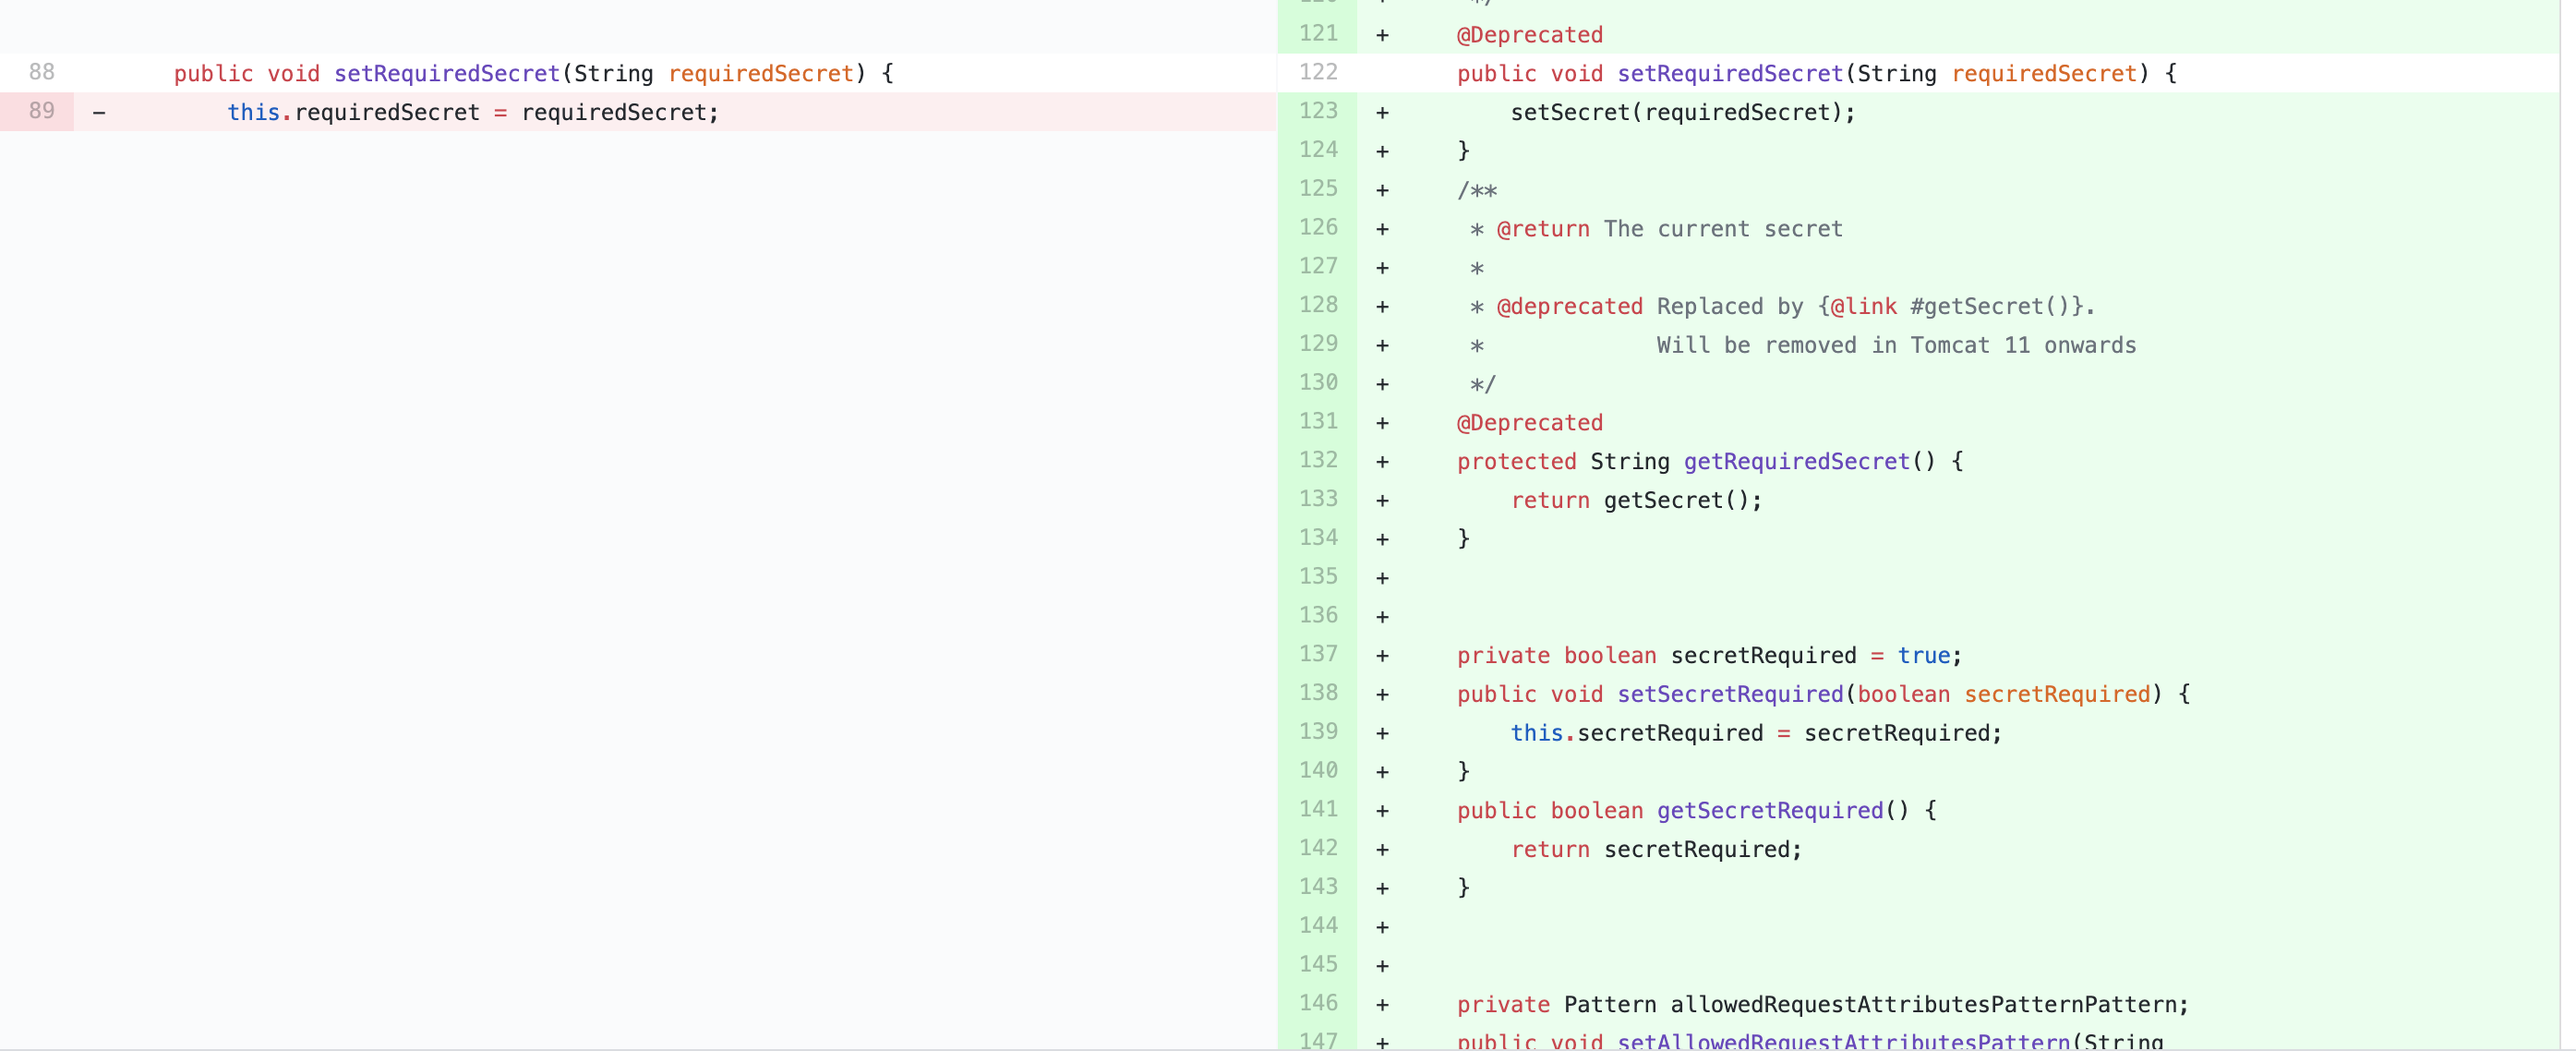 121 + @Deprecated
88 public void setRequiredSecret(String requiredSecret) { 122 public void setRequiredSecret(String requiredSecret) {
89 - this.requiredSecret = requiredSecret; 123 + setSecret(requiredSecret);
124 + }
125 + /**
126 + * @return The current secret
127 + *
128 + * @deprecated Replaced by {@link #getSecret()}.
129 + * Will be removed in Tomcat 11 onwards
130 + */
131 + @Deprecated
132 + protected String getRequiredSecret() {
133 + return getSecret();
134 + }
135 +
136 +
137 + private boolean secretRequired = true;
138 + public void setSecretRequired(boolean secretRequired) {
139 + this.secretRequired = secretRequired;
140 + }
141 + public boolean getSecretRequired() {
142 + return secretRequired;
143 + }
144 +
145 +
146 + private Pattern allowedRequestAttributesPatternPattern;
147 + public void setAllowedRequestAttributesPattern(String